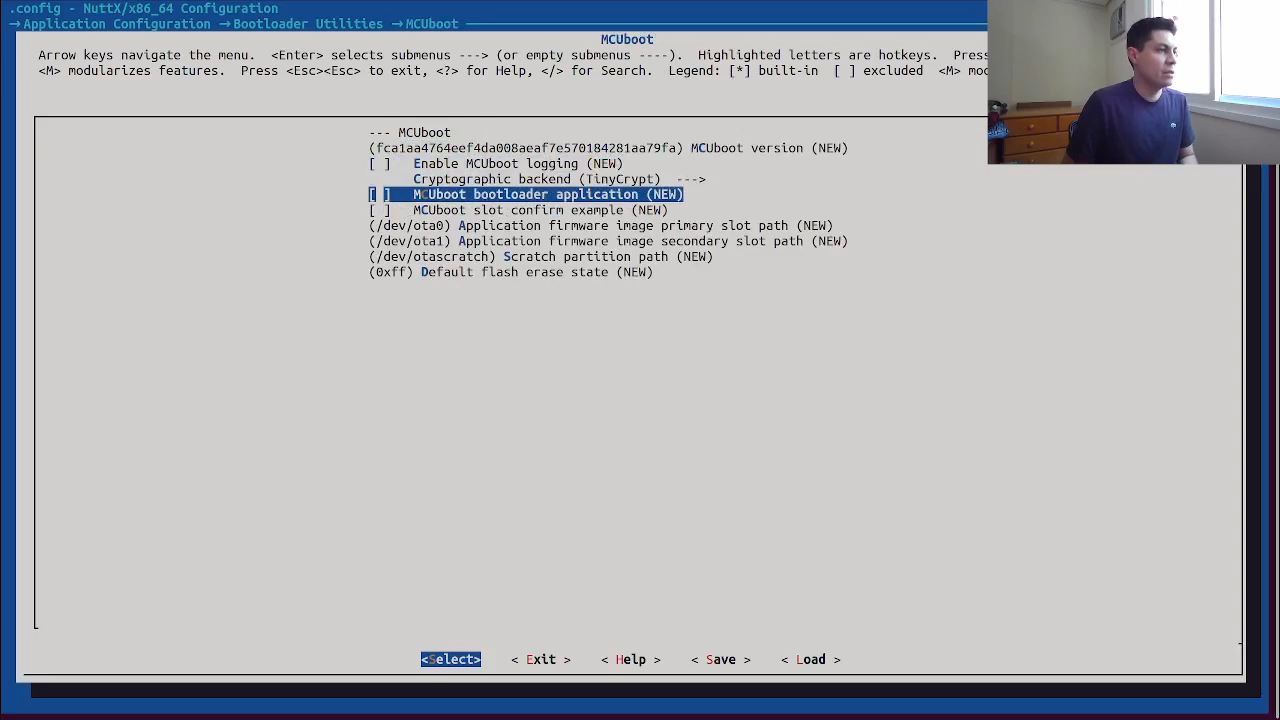 .config - NuttX/x86_64 Configuration
→Application Configuration →Bootloader Utilities →MCUboot
MCUboot
Arrow keys navigate the menu.  <Enter> selects submenus ---> (or empty submenus ----).  Highlighted letters are hotkeys.  Pres
<M> modularizes features.  Press <Esc><Esc> to exit, <?> for Help, </> for Search.  Legend: [*] built-in  [ ] excluded  <M> mo
--- MCUboot
(fca1aa4764eef4da008aeaf7e570184281aa79fa) MCUboot version (NEW)
[ ]   Enable MCUboot logging (NEW)
Cryptographic backend (TinyCrypt)  --->
[ ]   MCUboot bootloader application (NEW)
[ ]   MCUboot slot confirm example (NEW)
(/dev/ota0) Application firmware image primary slot path (NEW)
(/dev/ota1) Application firmware image secondary slot path (NEW)
(/dev/otascratch) Scratch partition path (NEW)
(0xff) Default flash erase state (NEW)
<Select>    < Exit >    < Help >    < Save >    < Load >